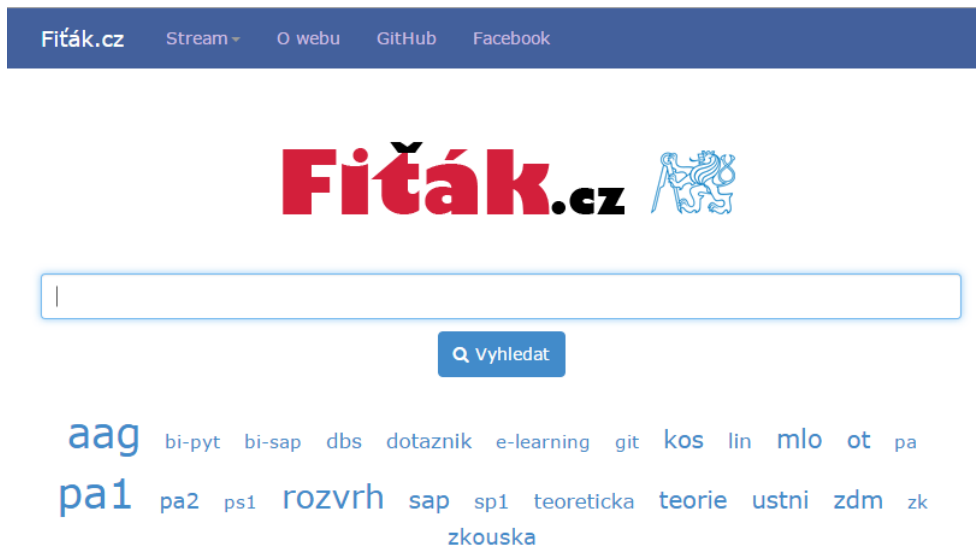 Fiťák.cz Stream O webu GitHub Facebook
Fiťák.cz
Vyhledat
aag bi-pyt bi-sap dbs dotaznik e-learning git kos lin mlo ot pa
pa1 pa2 ps1 rozvrh sap sp1 teoreticka teorie ustni zdm zk
zkouska